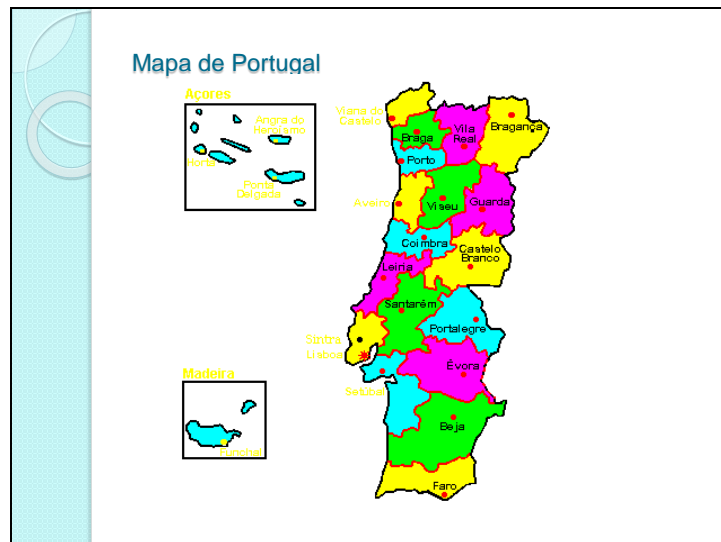 Mapa de Portugal
Açores
Angra do
Heroísmo
Horta
Ponta
Delgada
Viana do
Castelo
Braga
Vila
Real
Bragança
Porto
Aveiro
Viseu
Guarda
Coimbra
Castelo
Branco
Leiria
Santarém
Portalegre
Sintra
Lisboa
Évora
Setúbal
Madeira
Funchal
Beja
Faro